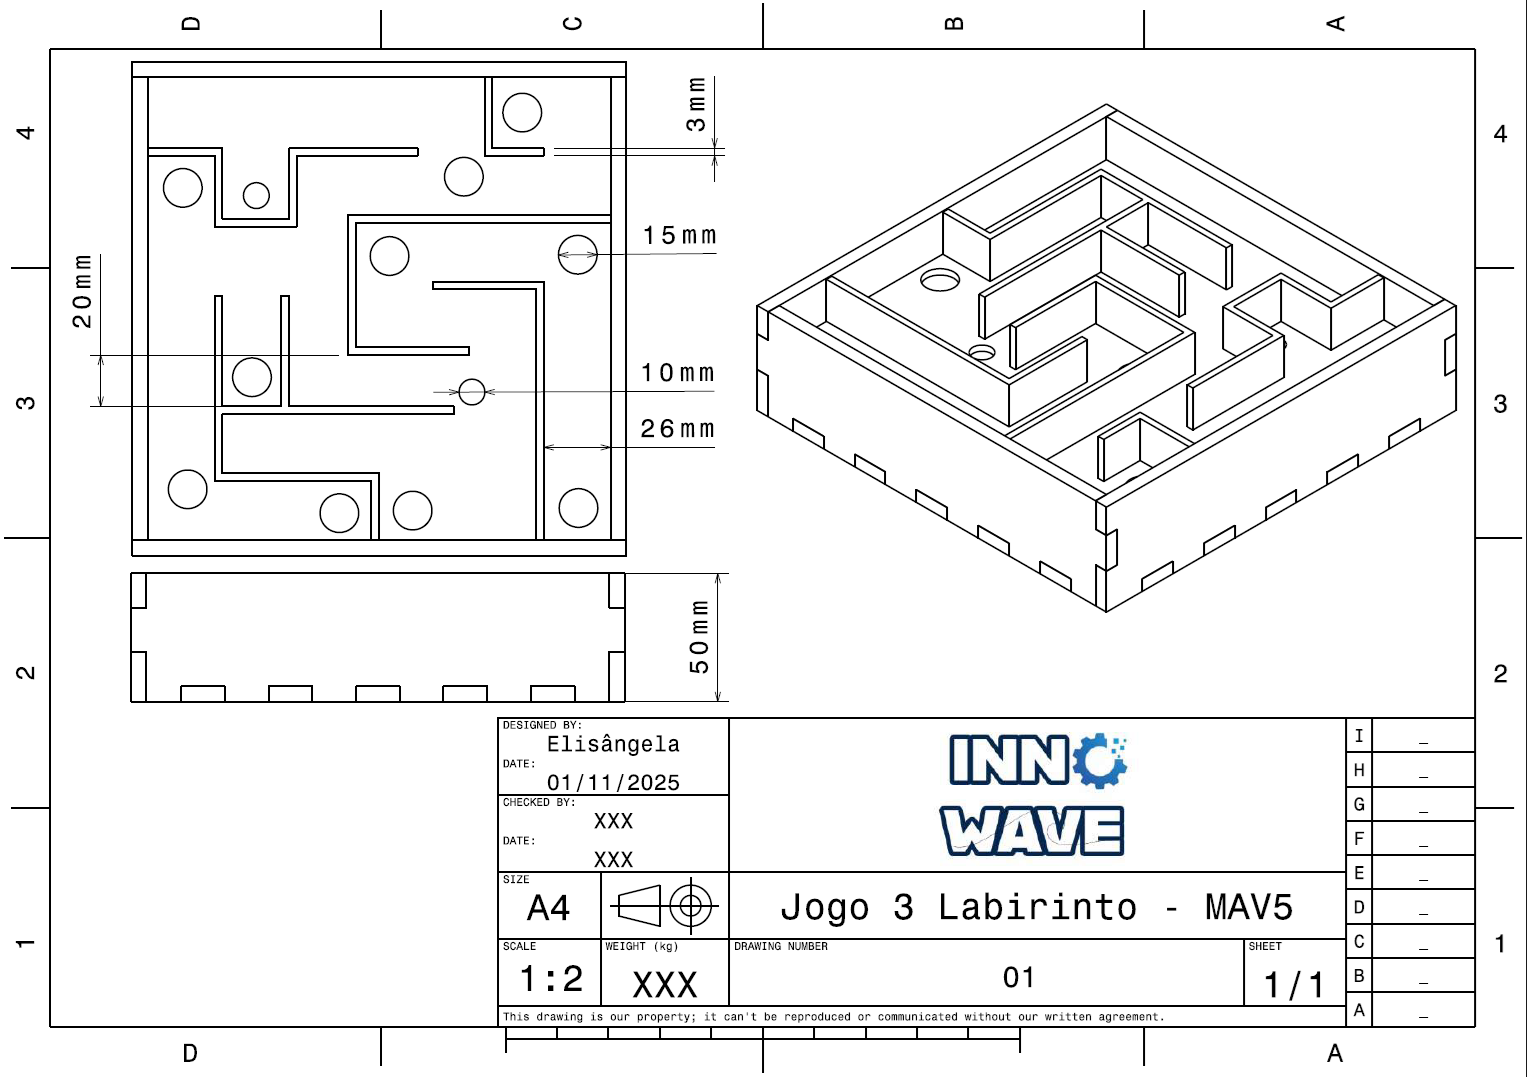 D C B A
4 4
3mm
15mm
20mm
10mm
26mm
3 3
50mm
2 2
DESIGNED BY:
Elisângela
DATE:
01/11/2025
CHECKED BY:
XXX
DATE:
XXX
INNO
WAVE
SIZE
A4
Jogo 3 Labirinto - MAV5
SCALE
1:2
WEIGHT (kg)
XXX
DRAWING NUMBER
01
SHEET
1/1
This drawing is our property; it can't be reproduced or communicated without our written agreement.
I _
H _
G _
F _
E _
D _
C _
B _
A _
1 1
D A